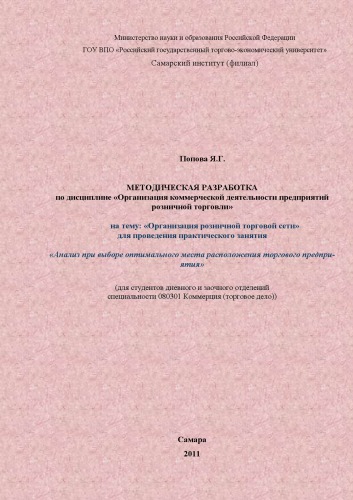 Министерство науки и образования Российской Федерации
ГОУ ВПО «Российский государственный торгово-экономический университет»
Самарский институт (филиал)
Попова Я.Г.
МЕТОДИЧЕСКАЯ РАЗРАБОТКА
по дисциплине «Организация коммерческой деятельности предприятий
розничной торговли»
на тему: «Организация розничной торговой сети»
для проведения практического занятия
«Анализ при выборе оптимального места расположения торгового предпри-
ятия»
(для студентов дневного и заочного отделений
специальности 080301 Коммерция (торговое дело))
Самара
2011